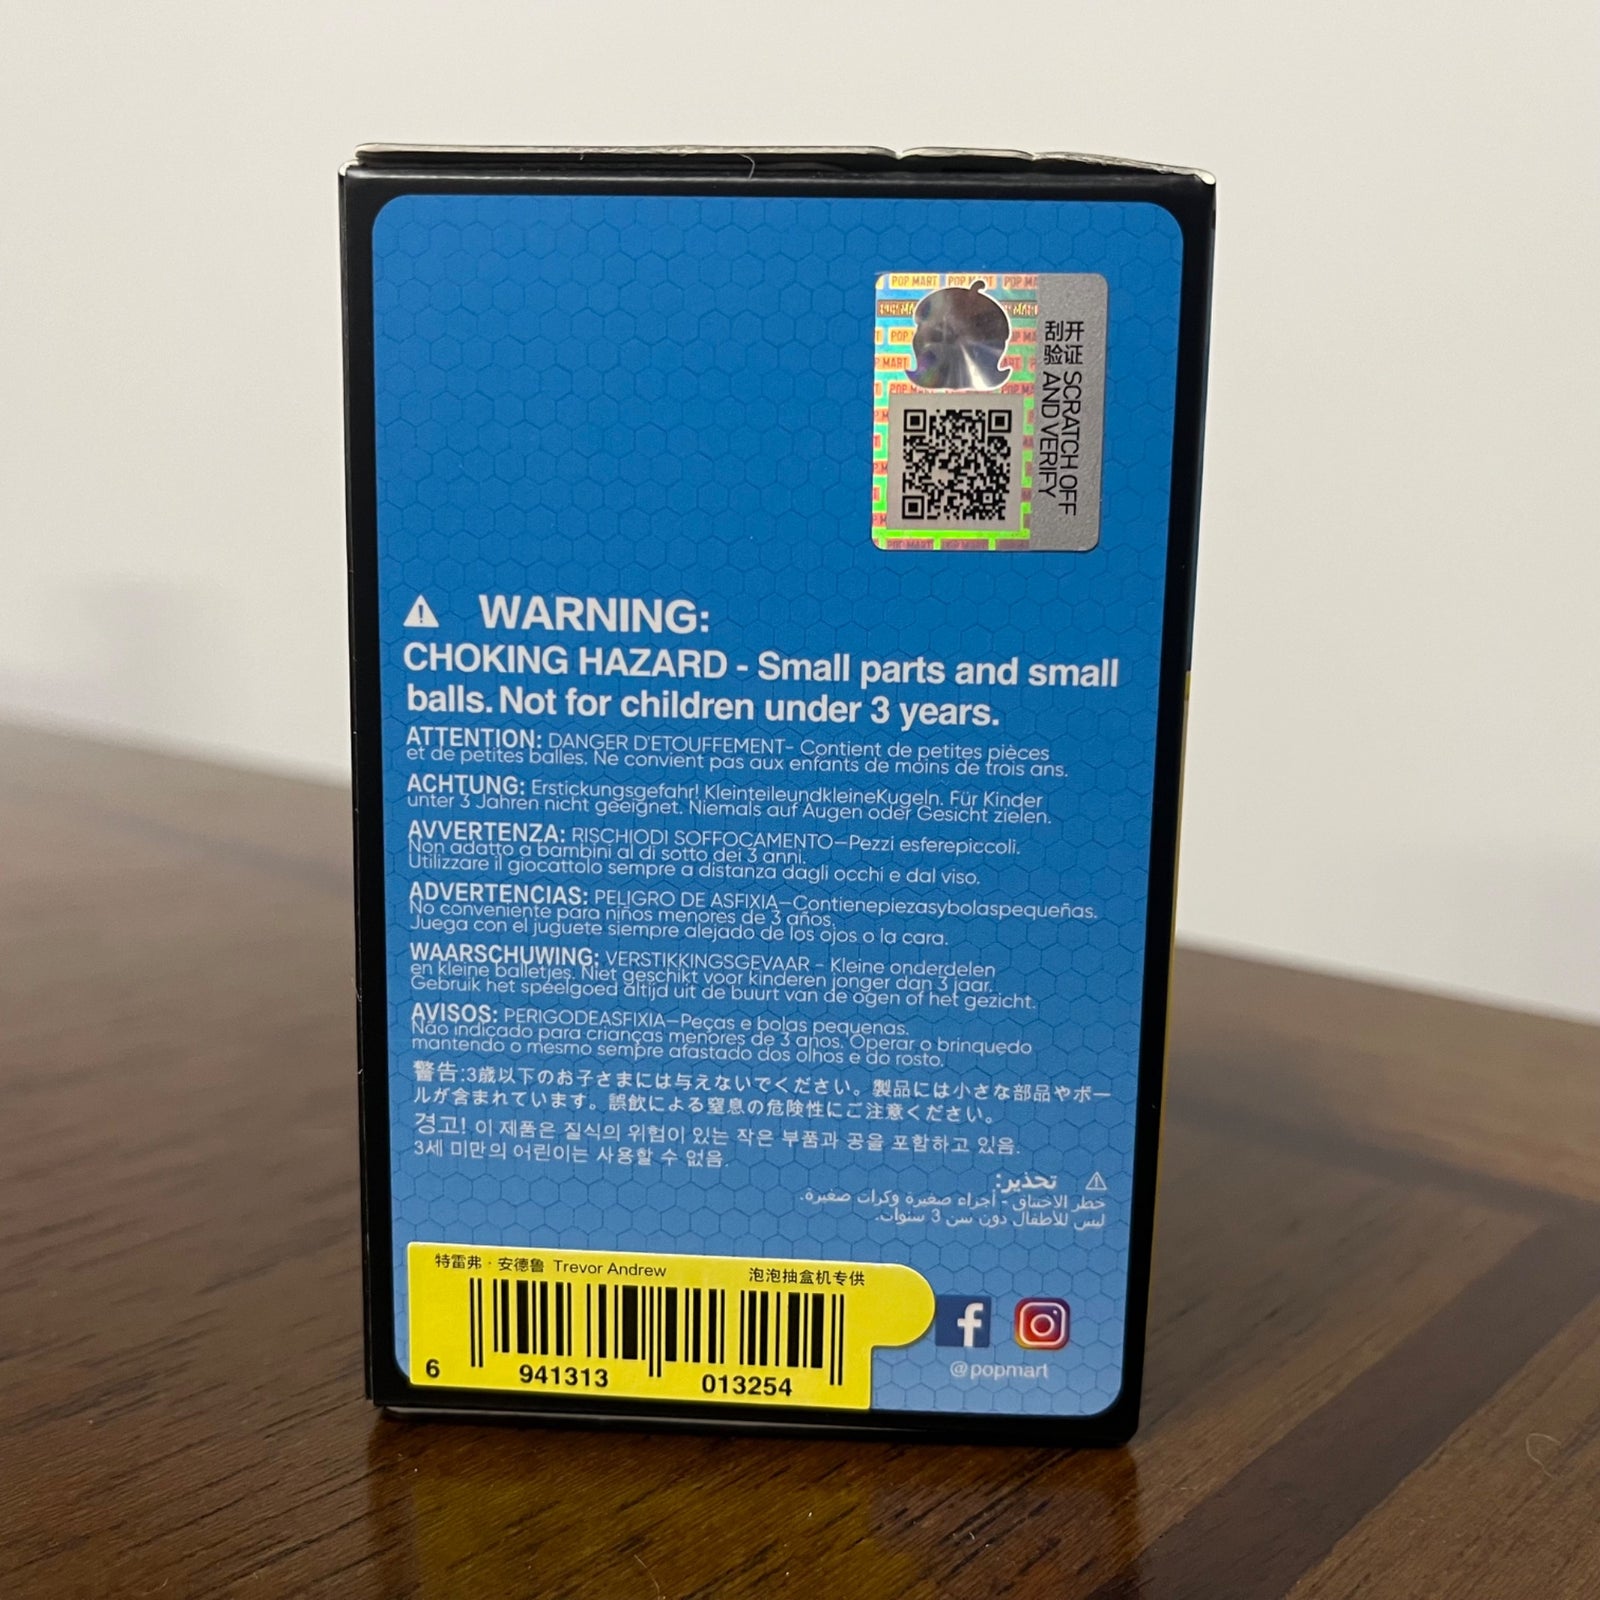 POP MART
开证 SCRATCH OFF
刮验 AND VERIFY
WARNING:
CHOKING HAZARD - Small parts and small
balls. Not for children under 3 years.
ATTENTION: DANGER D'ETOUFFEMENT- Contient de petites pièces
et de petites balles. Ne convient pas aux enfants de moins de trois ans.
ACHTUNG: Erstickungsgefahr! KleinteileundkleineKugeln. Für Kinder
unter 3 Jahren nicht geeignet. Niemals auf Augen oder Gesicht zielen.
AVVERTENZA: RISCHIODI SOFFOCAMENTO–Pezzi esferepiccoli.
Non adatto a bambini al di sotto dei 3 anni.
Utilizzare il giocattolo sempre a distanza dagli occhi e dal viso.
ADVERTENCIAS: PELIGRO DE ASFIXIA–Contienepiezasybolaspequeñas.
No conveniente para niños menores de 3 años.
Juega con el juguete siempre alejado de los ojos o la cara.
WAARSCHUWING: VERSTIKKINGSGEVAAR - Kleine onderdelen
en kleine balletjes. Niet geschikt voor kinderen jonger dan 3 jaar.
Gebruik het speelgoed altijd uit de buurt van de ogen of het gezicht.
AVISOS: PERIGODEASFIXIA–Peças e bolas pequenas.
Não indicado para crianças menores de 3 anos. Operar o brinquedo
mantendo o mesmo sempre afastado dos olhos e do rosto.
警告:3歳以下のお子さまには与えないでください。製品には小さな部品やボー
ルが含まれています。誤飲による窒息の危険性にご注意ください。
경고! 이 제품은 질식의 위험이 있는 작은 부품과 공을 포함하고 있음.
3세 미만의 어린이는 사용할 수 없음.
تحذير:
خطر الاختناق - أجزاء صغيرة وكرات صغيرة.
ليس للأطفال دون سن 3 سنوات.
特雷弗·安德鲁 Trevor Andrew 泡泡抽盒机专供
6 941313 013254
@popmart